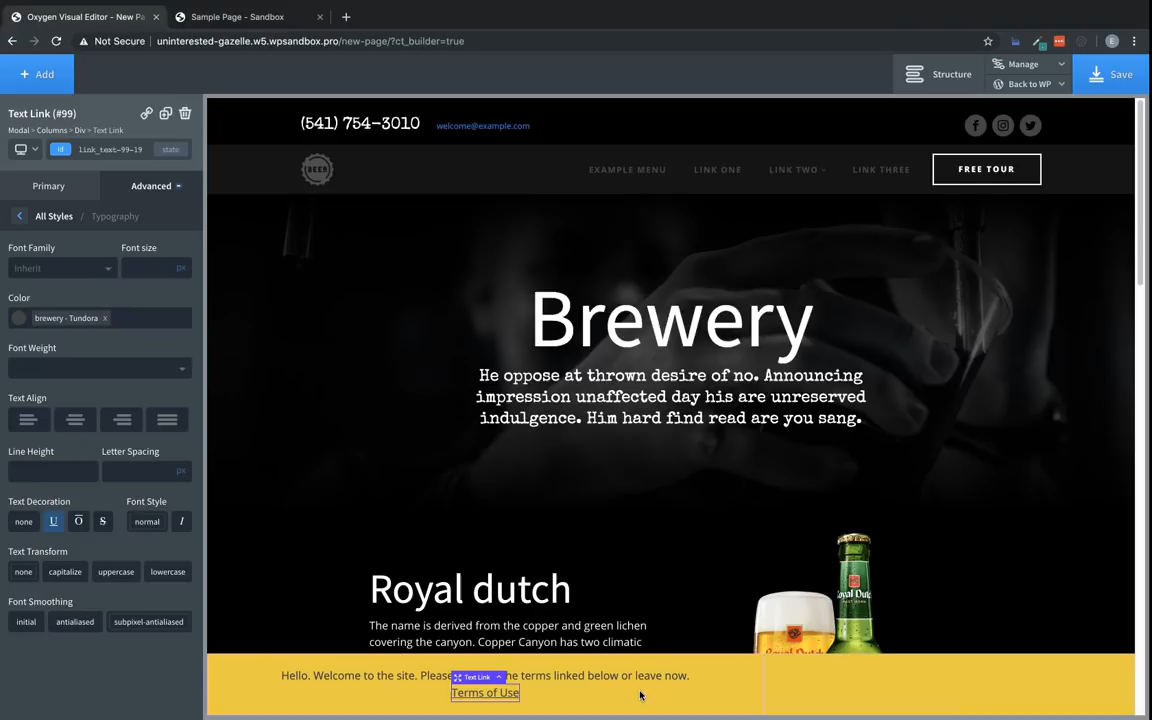 Oxygen Visual Editor - New Pa
Sample Page - Sandbox
Not Secure
uninterested-gazelle.w5.wpsandbox.pro/new-page/?ct_builder=true
E
+ Add
Structure
Manage
Back to WP
Save
Text Link (#99)
Modal > Columns > Div > Text Link
id
link_text-99-19
state
Primary
Advanced
All Styles / Typography
Font Family
Font size
Inherit
px
Color
brewery - Tundora x
Font Weight
Text Align
Line Height
Letter Spacing
px
Text Decoration
Font Style
none
U
O
S
normal
I
Text Transform
none
capitalize
uppercase
lowercase
Font Smoothing
initial
antialiased
subpixel-antialiased
(541) 754-3010
welcome@example.com
BEER
EXAMPLE MENU
LINK ONE
LINK TWO
LINK THREE
FREE TOUR
Brewery
He oppose at thrown desire of no. Announcing
impression unaffected day his are unreserved
indulgence. Him hard find read are you sang.
Royal dutch
The name is derived from the copper and green lichen
covering the canyon. Copper Canyon has two climatic
Hello. Welcome to the site. Please
Text Link
terms linked below or leave now.
Terms of Use